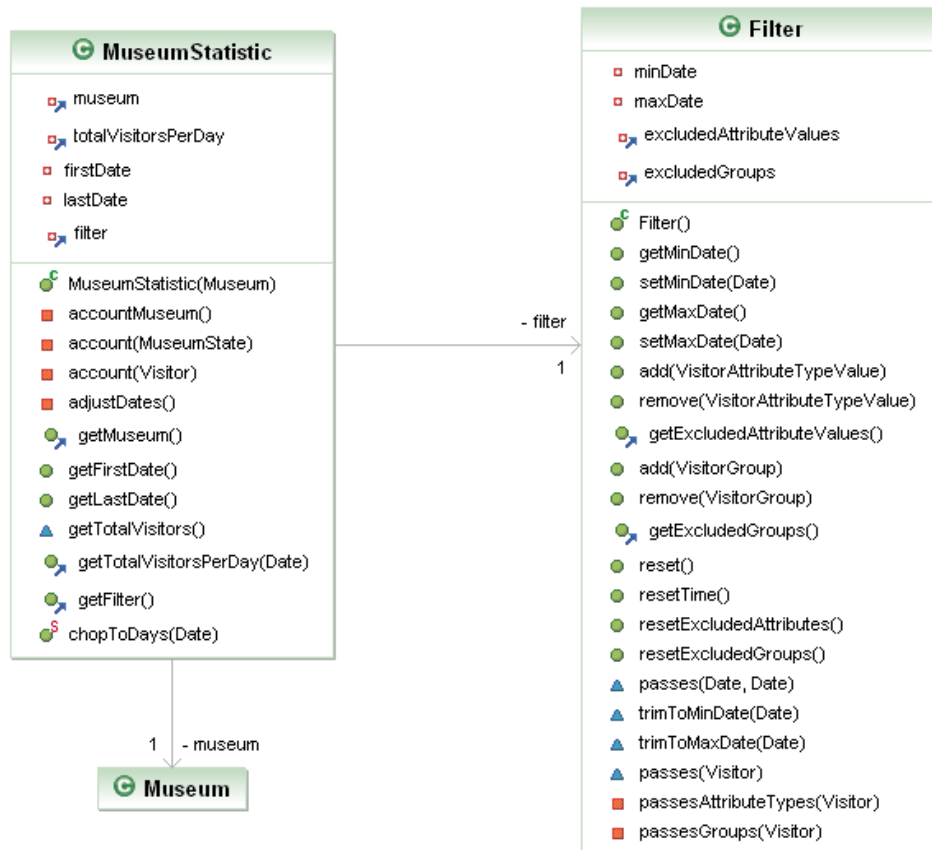 MuseumStatistic
museum
totalVisitorsPerDay
firstDate
lastDate
filter
MuseumStatistic(Museum)
accountMuseum()
account(MuseumState)
account(Visitor)
adjustDates()
getMuseum()
getFirstDate()
getLastDate()
getTotalVisitors()
getTotalVisitorsPerDay(Date)
getFilter()
chopToDays(Date)
- filter
1
1 - museum
Museum
Filter
minDate
maxDate
excludedAttributeValues
excludedGroups
Filter()
getMinDate()
setMinDate(Date)
getMaxDate()
setMaxDate(Date)
add(VisitorAttributeTypeValue)
remove(VisitorAttributeTypeValue)
getExcludedAttributeValues()
add(VisitorGroup)
remove(VisitorGroup)
getExcludedGroups()
reset()
resetTime()
resetExcludedAttributes()
resetExcludedGroups()
passes(Date, Date)
trimToMinDate(Date)
trimToMaxDate(Date)
passes(Visitor)
passesAttributeTypes(Visitor)
passesGroups(Visitor)